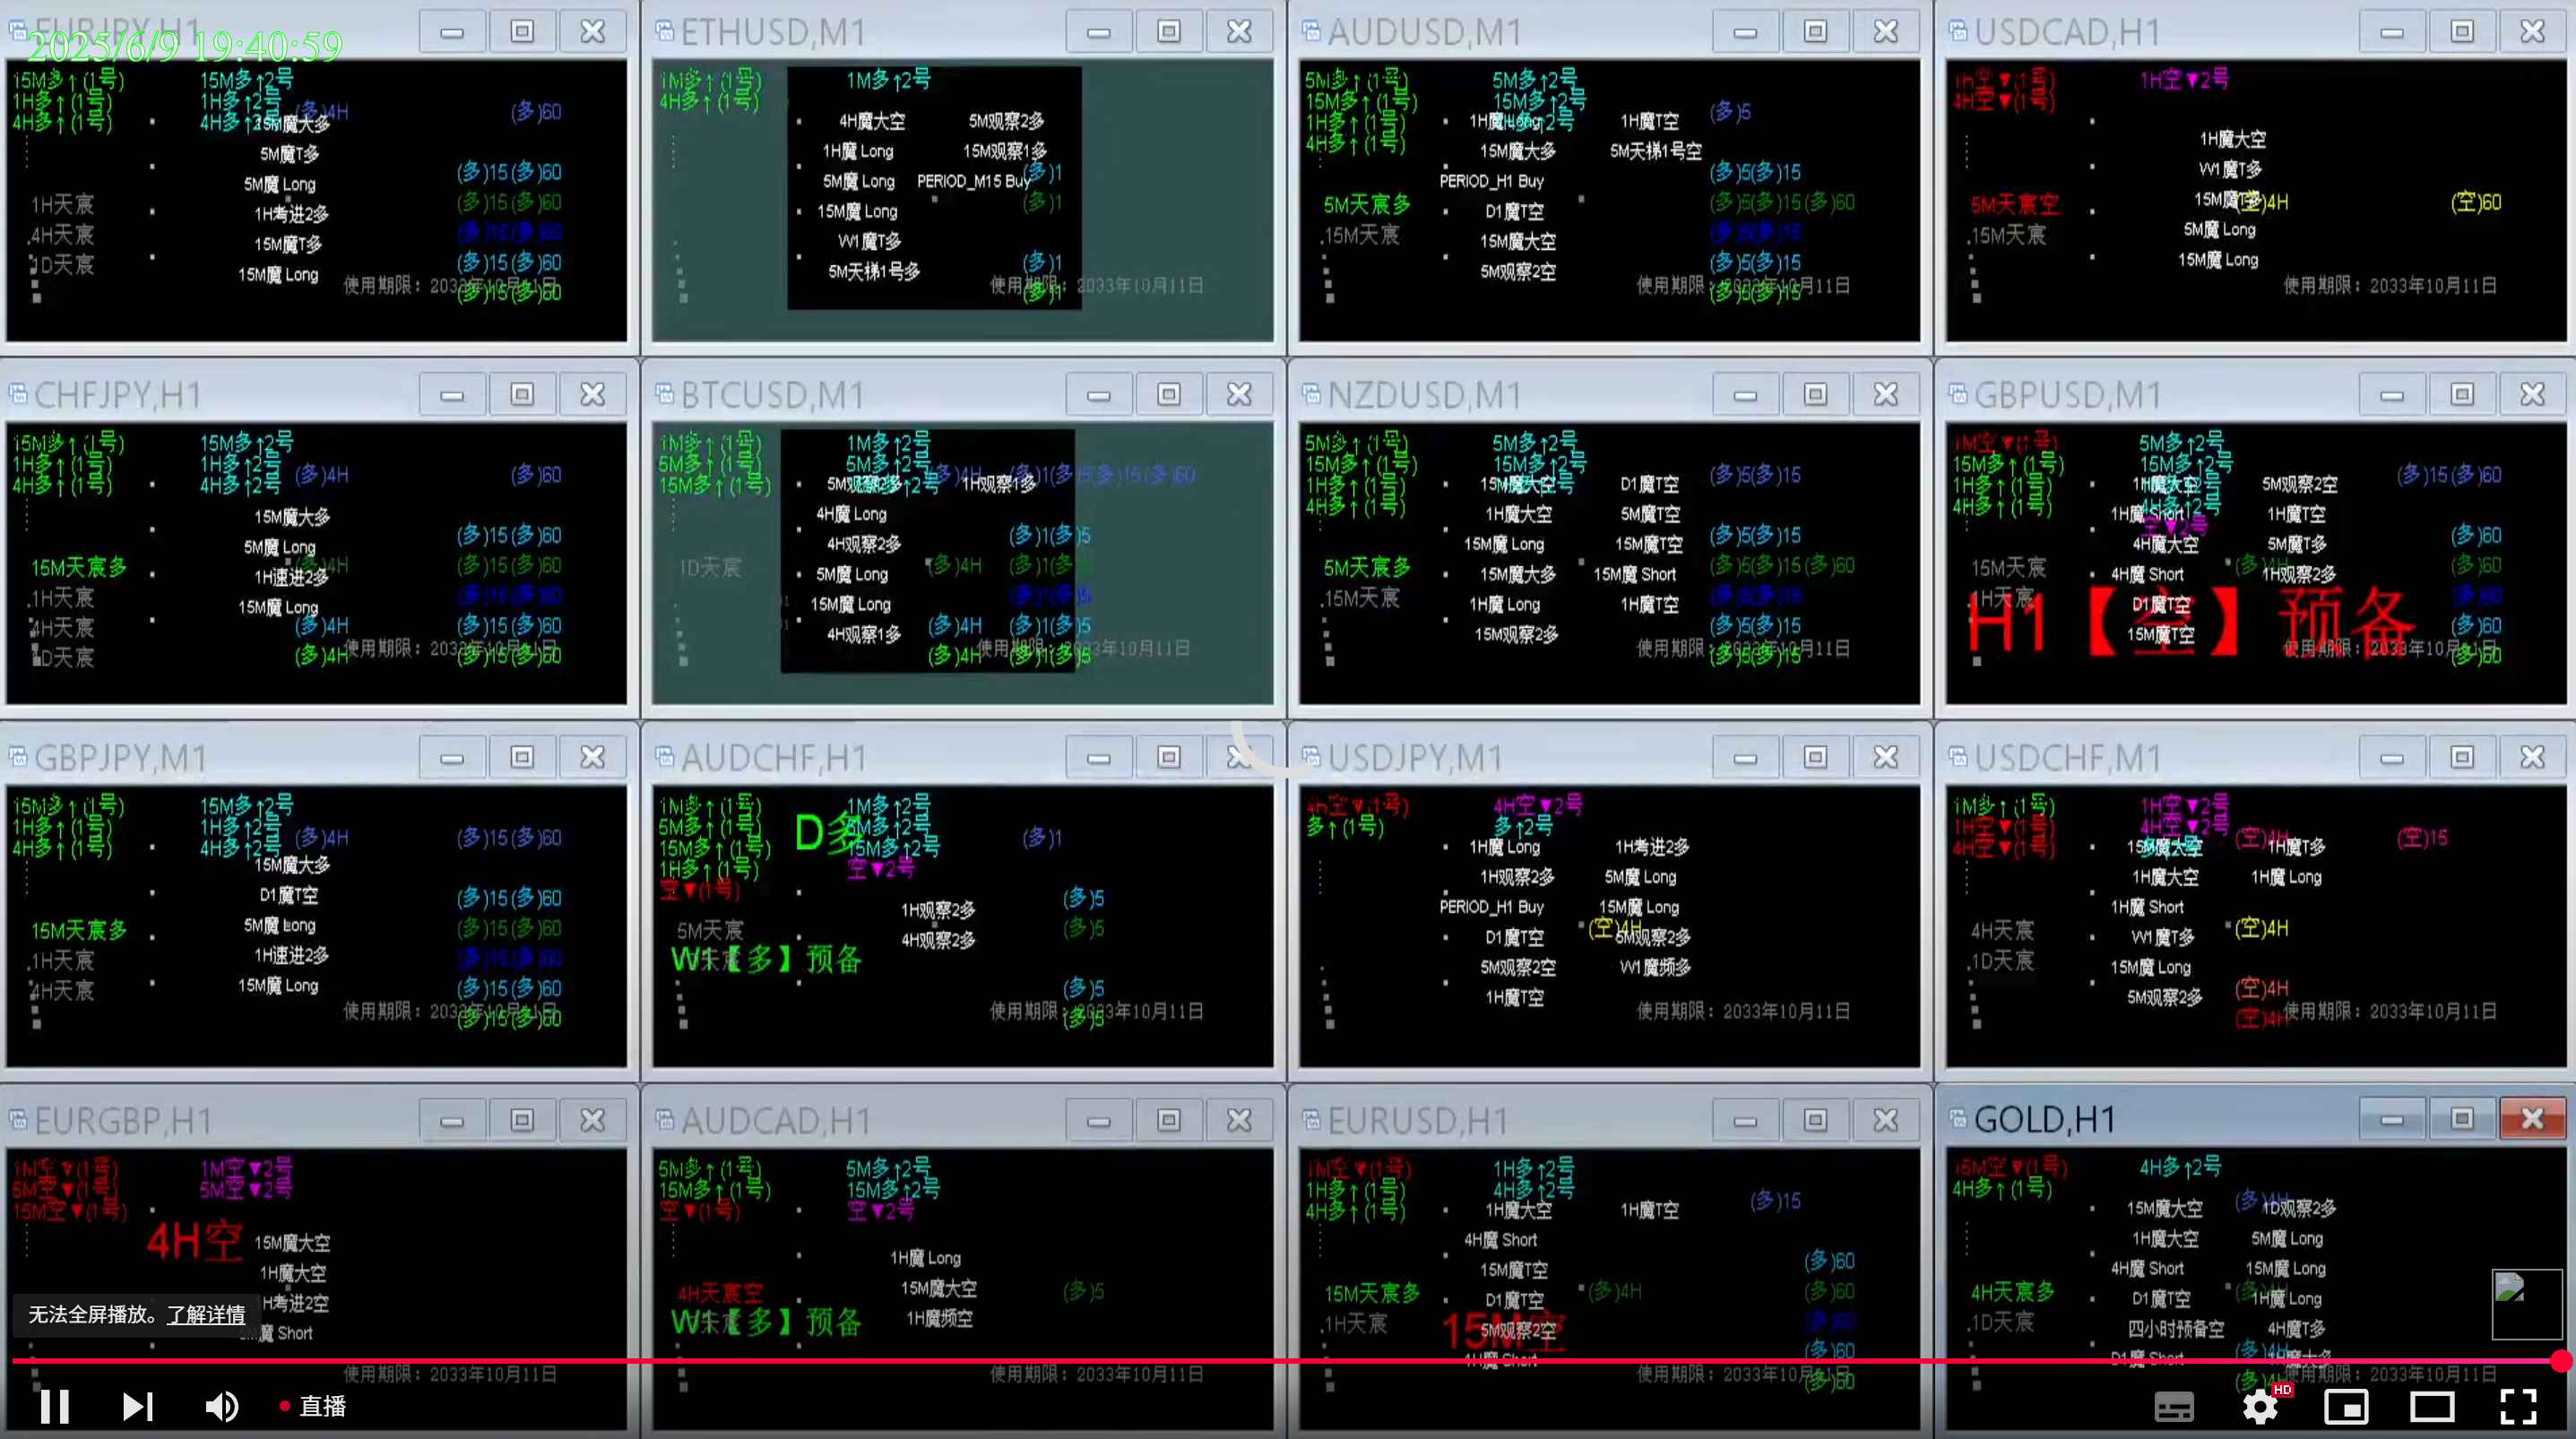 EURJPY,H1
2025/6/9 19:40:59
15M多↑(1号) 15M多↑2号
1H多↑(1号) 1H多↑2号 (多)4H (多)60
4H多↑(1号) 4H多↑2号 15M魔大多
5M魔T多
(多)15(多)60
5M魔 Long
1H天宸 1H考进2多 (多)15(多)60
.4H天宸 15M魔T多 (多)15(多)60
1D天宸 15M魔 Long (多)15(多)60
使用期限：2033年10月11日
(多)15(多)60
ETHUSD,M1
1M多↑(1号) 1M多↑2号
4H多↑(1号)
4H魔大空 5M观察2多
1H魔 Long 15M观察1多
(多)1
5M魔 Long PERIOD_M15 Buy
15M魔 Long (多)1
W1魔T多
5M天梯1号多 (多)1
使用期限：2033年10月11日
(多)1
AUDUSD,M1
5M多↑(1号) 5M多↑2号
15M多↑(1号) 15M多↑2号 (多)5
1H多↑(1号) 1H魔 Long 1H魔T空
4H多↑(1号) 15M魔大多 5M天梯1号空
(多)5(多)15
PERIOD_H1 Buy
5M天宸多 D1魔T空 (多)5(多)15(多)60
.15M天宸 15M魔大空 (多)5(多)15
5M观察2空 (多)5(多)15
使用期限：2033年10月11日
(多)5(多)15
USDCAD,H1
1H空▼(1号) 1H空▼2号
4H空▼(1号)
1H魔大空
W1魔T多
5M天宸空 15M魔T多 (空)4H (空)60
.15M天宸 5M魔 Long
15M魔 Long
使用期限：2033年10月11日
CHFJPY,H1
15M多↑(1号) 15M多↑2号
1H多↑(1号) 1H多↑2号 (多)4H (多)60
4H多↑(1号) 4H多↑2号
15M魔大多
(多)15(多)60
5M魔 Long
15M天宸多 1H速进2多 (多)4H (多)15(多)60
.1H天宸 15M魔 Long (多)15(多)60
4H天宸 (多)4H (多)15(多)60
1D天宸 (多)4H 使用期限：2033年10月11日
(多)15(多)60
BTCUSD,M1
1M多↑(1号) 1M多↑2号
5M多↑(1号) 5M多↑2号 (多)4H (多)1(多)5(多)15(多)60
15M多↑(1号) 5M观察2多 1H观察1多
4H魔 Long
4H观察2多 (多)1(多)5
1D天宸 5M魔 Long (多)4H (多)1(多)5
15M魔 Long (多)1(多)5
4H观察1多 (多)4H (多)1(多)5
(多)4H (多)1(多)5
NZDUSD,M1
5M多↑(1号) 5M多↑2号
15M多↑(1号) 15M多↑2号 (多)5(多)15
1H多↑(1号) 15M魔大空 D1魔T空
4H多↑(1号) 1H魔大空 5M魔T空
15M魔 Long 15M魔T空 (多)5(多)15
5M天宸多 15M魔大多 15M魔 Short (多)5(多)15(多)60
.15M天宸 1H魔 Long 1H魔T空 (多)5(多)15
15M观察2多 (多)5(多)15
使用期限：2033年10月11日
(多)5(多)15
GBPUSD,M1
1M空▼(1号) 5M多↑2号
15M多↑(1号) 15M多↑2号 (多)15(多)60
1H多↑(1号) 1H魔大空 5M观察2空
4H多↑(1号) 4H多↑2号
1H魔 Short 1H魔T空
空▼2号
4H魔大空 5M魔T多 (多)60
15M天宸 4H魔 Short (多)4H 1H观察2多 (多)60
.1H天宸 D1魔T空 (多)60
H1【空】预备
15M魔T空 (多)60
使用期限：2033年10月11日
(多)60
GBPJPY,M1
15M多↑(1号) 15M多↑2号
1H多↑(1号) 1H多↑2号 (多)4H (多)15(多)60
4H多↑(1号) 4H多↑2号
15M魔大多
D1魔T空 (多)15(多)60
15M天宸多 5M魔 Long (多)15(多)60
.1H天宸 1H速进2多 (多)15(多)60
4H天宸 15M魔 Long (多)15(多)60
使用期限：2033年10月11日
(多)15(多)60
AUDCHF,H1
1M多↑(1号) D多 1M多↑2号
5M多↑(1号) 5M多↑2号 (多)1
15M多↑(1号) 15M多↑2号
1H多↑(1号) 空▼2号
空▼(1号)
1H观察2多 (多)5
5M天宸 4H观察2多 (多)5
W1【多】预备
(多)5
使用期限：2033年10月11日
(多)5
USDJPY,M1
4H空▼(1号) 4H空▼2号
多↑(1号) 多↑2号
1H魔 Long 1H考进2多
1H观察2多 5M魔 Long
PERIOD_H1 Buy 15M魔 Long
(空)4H
D1魔T空 5M观察2多
5M观察2空 W1魔频多
1H魔T空
使用期限：2033年10月11日
USDCHF,M1
1M多↑(1号) 1H空▼2号
1H空▼(1号) 4H空▼2号 (空)4H (空)15
4H空▼(1号) 15M魔大空 1H魔T多
1H魔大空 1H魔 Long
1H魔 Short
4H天宸 W1魔T多 (空)4H
.1D天宸 15M魔 Long
5M观察2多 (空)4H
(空)4H 使用期限：2033年10月11日
EURGBP,H1
1M空▼(1号) 1M空▼2号
5M空▼(1号) 5M空▼2号
15M空▼(1号)
4H空 15M魔大空
1H魔大空
1H考进2空
无法全屏播放。了解详情
魔 Short
使用期限：2033年10月11日
AUDCAD,H1
5M多↑(1号) 5M多↑2号
15M多↑(1号) 15M多↑2号
空▼(1号) 空▼2号
1H魔 Long
4H天宸空 15M魔大空 (多)5
W1【多】预备 1H魔频空
使用期限：2033年10月11日
EURUSD,H1
1M空▼(1号) 1H多↑2号
1H多↑(1号) 4H多↑2号 (多)15
4H多↑(1号) 1H魔大空 1H魔T空
4H魔 Short
15M魔T空 (多)60
15M天宸多 D1魔T空 (多)4H (多)60
.1H天宸 15M空 5M观察2空 (多)60
(多)60
使用期限：2033年10月11日
(多)60
GOLD,H1
15M空▼(1号) 4H多↑2号
4H多↑(1号) 15M魔大空 (多)4H 1D观察2多
1H魔大空 5M魔 Long
4H魔 Short 15M魔 Long
4H天宸多 D1魔T空 1H魔 Long
.1D天宸 四小时预备空 4H魔T多
D1魔 Short 1H魔大多
使用期限：2033年10月11日
直播
HD